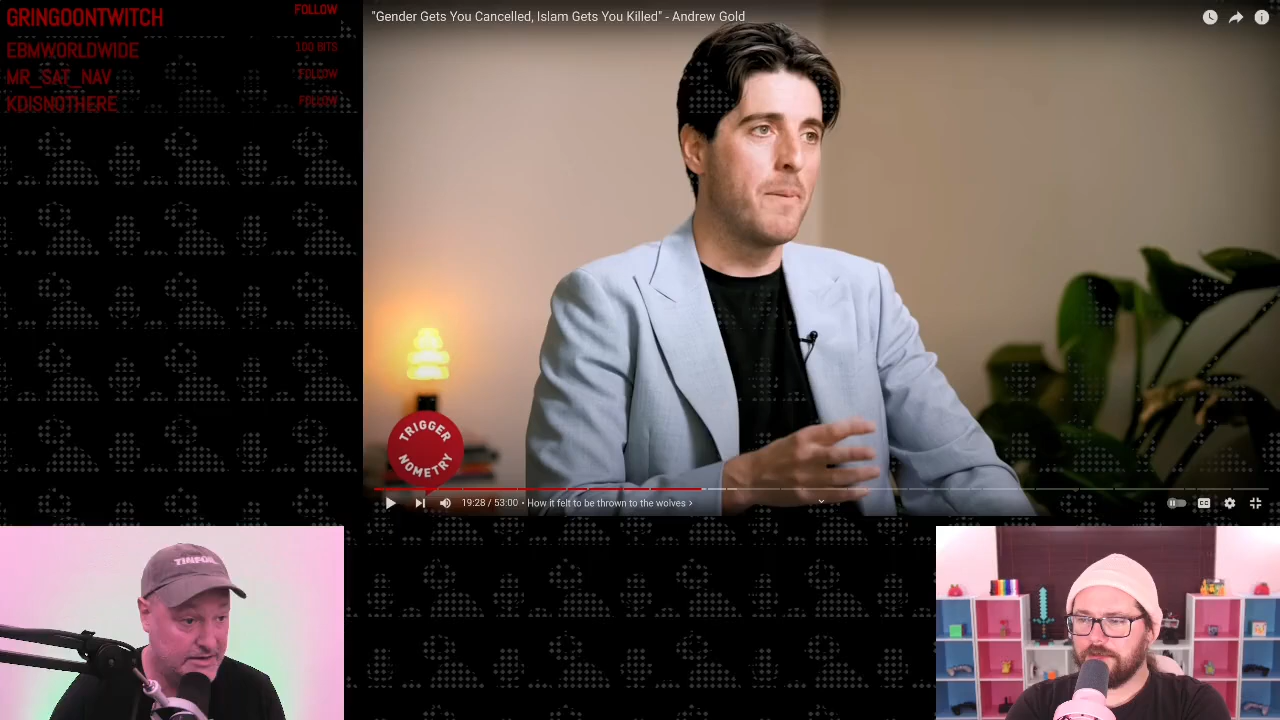 GRINGOONTWITCH FOLLOW
EBMWORLDWIDE 100 BITS
MR_SAT_NAV FOLLOW
KDISNOTHERE FOLLOW
"Gender Gets You Cancelled, Islam Gets You Killed" - Andrew Gold
TRIGGER
NOMETRY
19:28 / 53:00 • How it felt to be thrown to the wolves >
CC
TINFOIL